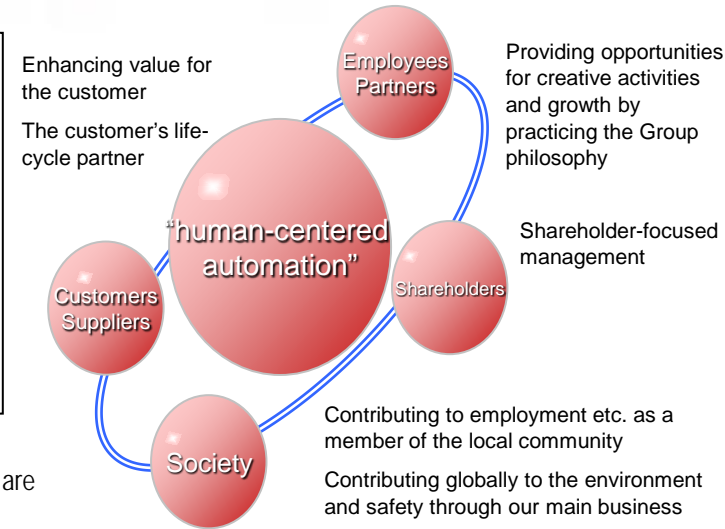 Enhancing value for
the customer
The customer's life-
cycle partner
Employees
Partners
Providing opportunities
for creative activities
and growth by
practicing the Group
philosophy
"human-centered
automation"
Shareholder-focused
management
Shareholders
Customers
Suppliers
Society
Contributing to employment etc. as a
member of the local community
Contributing globally to the environment
and safety through our main business
are